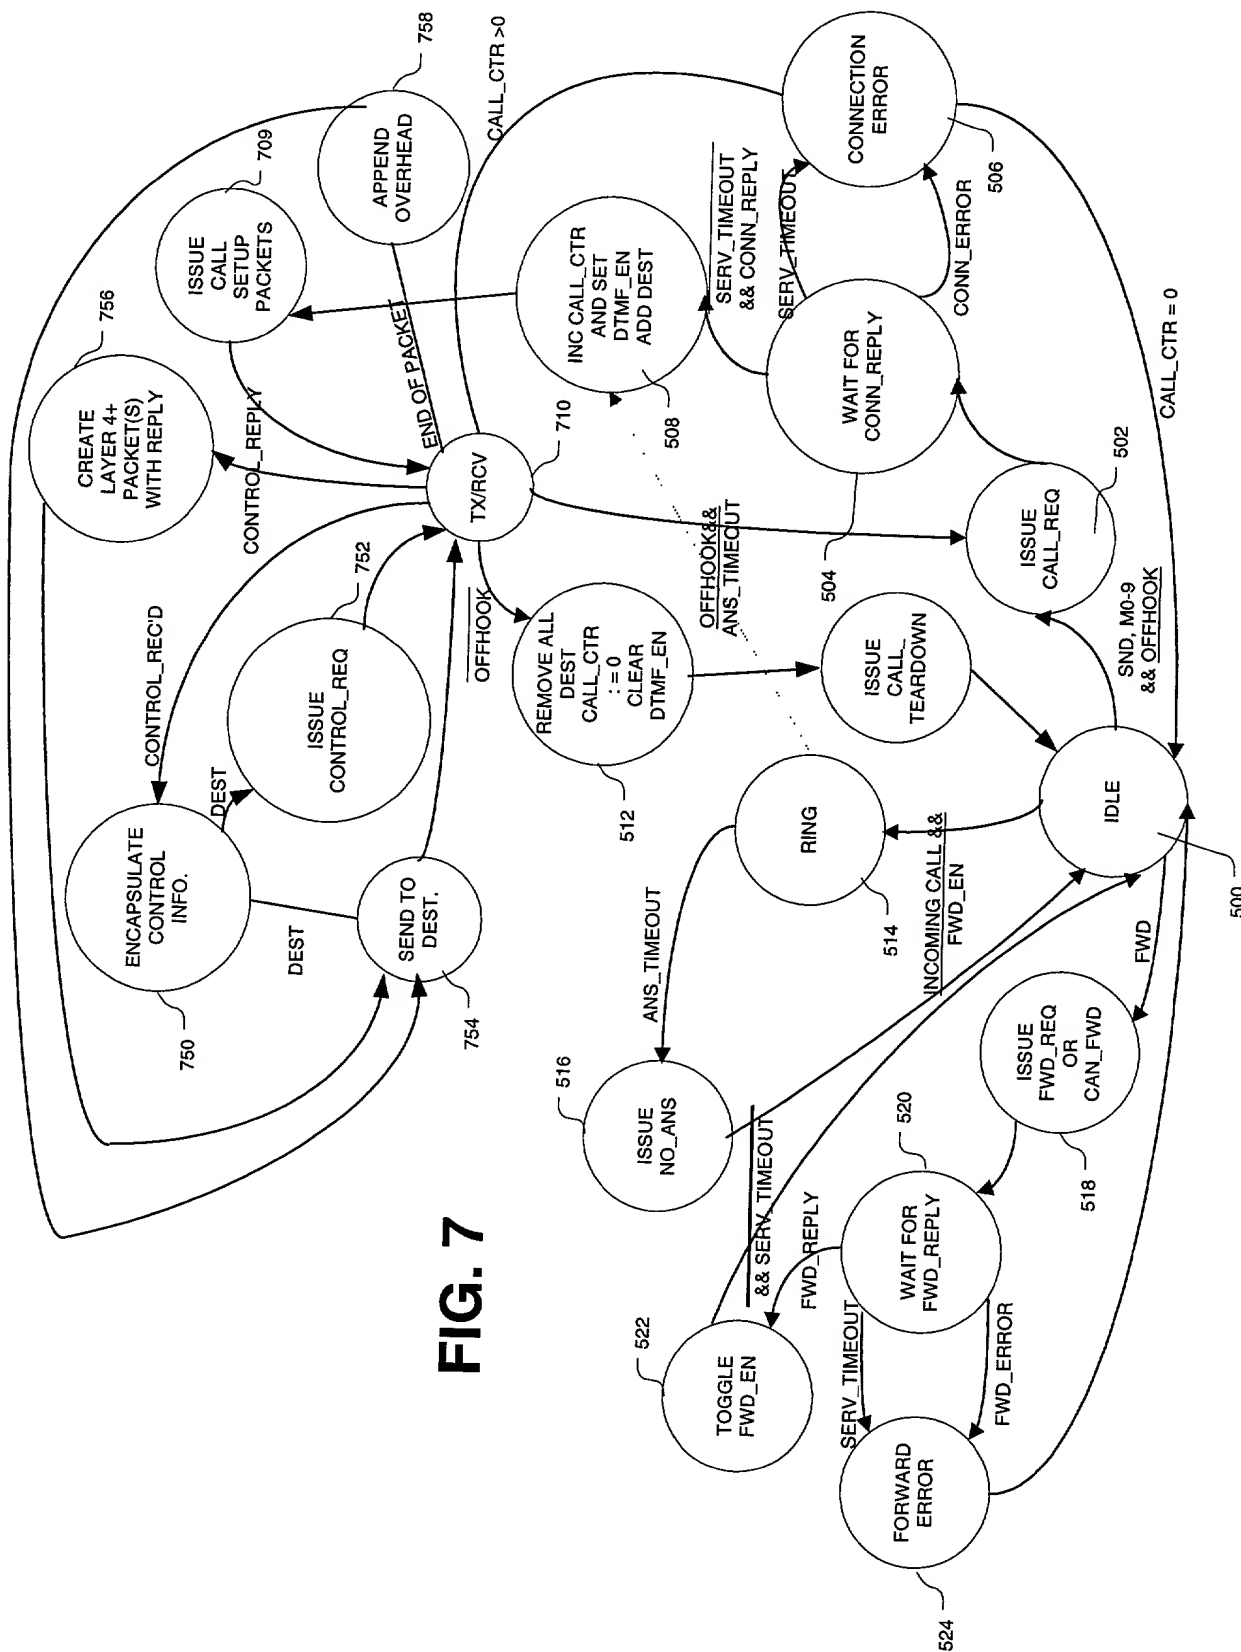 758
APPEND
OVERHEAD
709
ISSUE
CALL
SETUP
PACKETS
756
CREATE
LAYER 4+
PACKET(S)
WITH REPLY
CALL_CTR >0
END OF PACKET
CONTROL_REPLY
CONTROL_REC'D
TX/RCV
710
752
ISSUE
CONTROL_REQ
DEST
ENCAPSULATE
CONTROL
INFO.
750
DEST
SEND TO
DEST.
754
CONNECTION
ERROR
506
SERV_TIMEOUT
&& CONN_REPLY
SERV_TIMEOUT
CONN_ERROR
INC CALL_CTR
AND SET
DTMF_EN
ADD DEST
508
WAIT FOR
CONN_REPLY
504
CALL_CTR = 0
502
ISSUE
CALL_REQ
OFFHOOK&&
ANS_TIMEOUT
OFFHOOK
REMOVE ALL
DEST
CALL_CTR
:=0
CLEAR
DTMF_EN
512
ISSUE
CALL_
TEARDOWN
SND, M0-9
&& OFFHOOK
IDLE
500
RING
514
INCOMING CALL &&
FWD_EN
ANS_TIMEOUT
516
ISSUE
NO_ANS
FWD
ISSUE
FWD_REQ
OR
CAN_FWD
518
520
WAIT FOR
FWD_REPLY
&& SERV_TIMEOUT
FWD_REPLY
522
TOGGLE
FWD_EN
SERV_TIMEOUT
FWD_ERROR
FORWARD
ERROR
524
FIG. 7